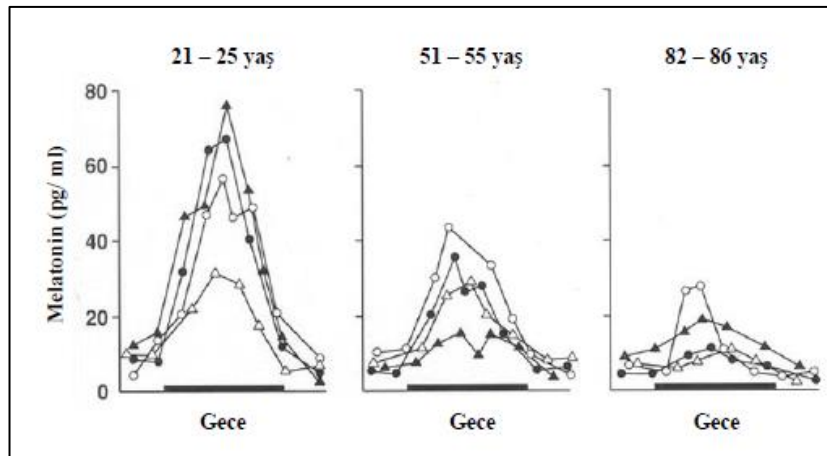 21 – 25 yaş
51 – 55 yaş
82 – 86 yaş
Melatonin (pg/ ml)
80
60
40
20
0
Gece
Gece
Gece